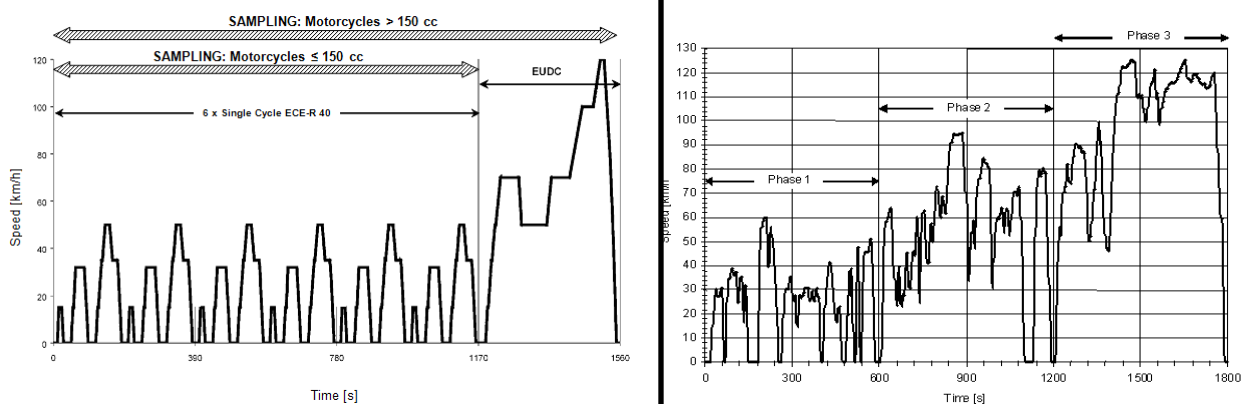 SAMPLING: Motorcycles > 150 cc
SAMPLING: Motorcycles ≤ 150 cc
EUDC
6 x Single Cycle ECE-R 40
120
100
80
60
40
20
0
Speed [km/h]
0 390 780 1170 1560
Time [s]
Phase 3
Phase 2
Phase 1
130
120
110
100
90
80
70
60
50
40
30
20
10
0
Speed [km/h]
0 300 600 900 1200 1500 1800
Time [s]